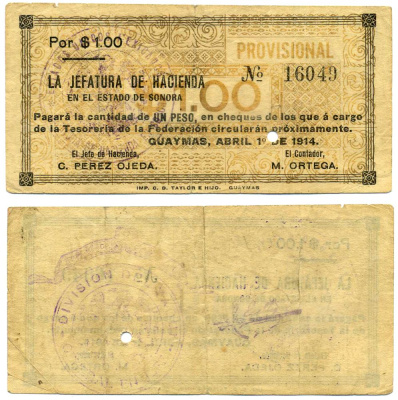 Por $1.00
PROVISIONAL
LA JEFATURA DE HACIENDA
Nº 16049
EN EL ESTADO DE SONORA
1.00
Pagará la cantidad de UN PESO, en cheques de los que á cargo
de la Tesorería de la Federación circularán próximamente.
GUAYMAS, ABRIL 1º DE 1914.
El Jefe de Hacienda,
El Contador,
C. PEREZ OJEDA.
M. ORTEGA.
IMP. G. G. TAYLOR E HIJO. GUAYMAS
DIVISION